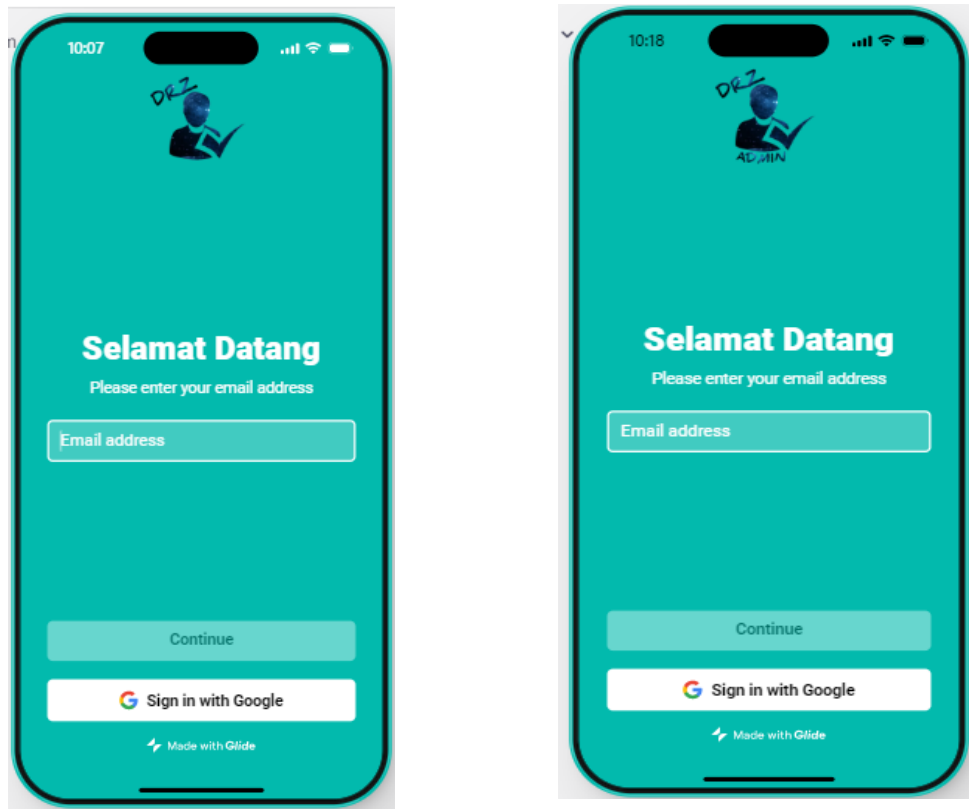 10:07
DRZ
Selamat Datang
Please enter your email address
Email address
Continue
Sign in with Google
Made with Glide
10:18
DRZ
ADMIN
Selamat Datang
Please enter your email address
Email address
Continue
Sign in with Google
Made with Glide